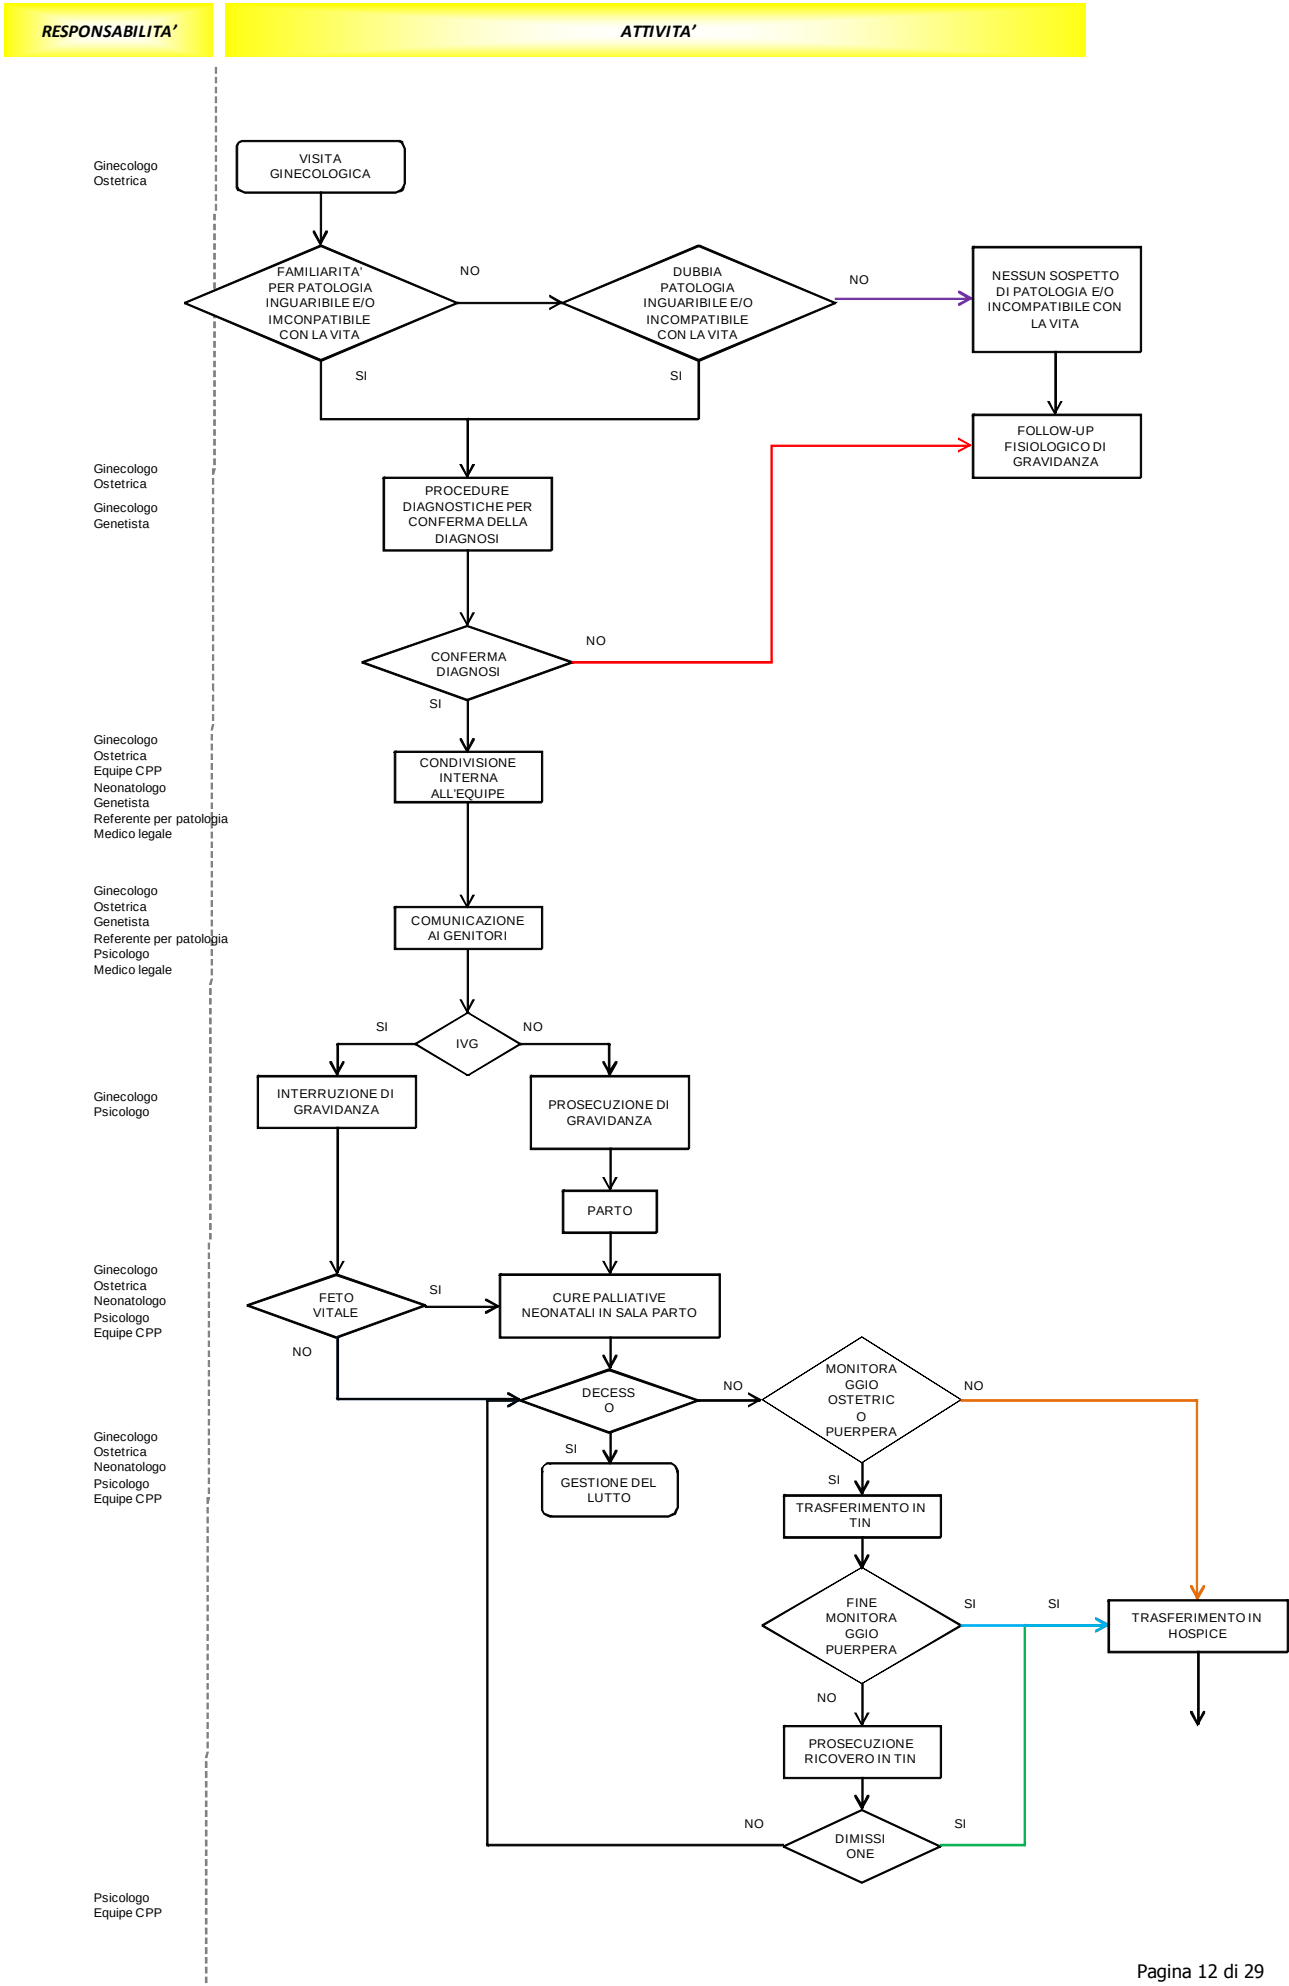 RESPONSABILITA’
ATTIVITA’
Ginecologo
Ostetrica
VISITA
GINECOLOGICA
FAMILIARITA'
PER PATOLOGIA
INGUARIBILE E/O
IMCONPATIBILE
CON LA VITA
NO
DUBBIA
PATOLOGIA
INGUARIBILE E/O
INCOMPATIBILE
CON LA VITA
NO
NESSUN SOSPETTO
DI PATOLOGIA E/O
INCOMPATIBILE CON
LA VITA
SI
SI
FOLLOW-UP
FISIOLOGICO DI
GRAVIDANZA
Ginecologo
Ostetrica
Ginecologo
Genetista
PROCEDURE
DIAGNOSTICHE PER
CONFERMA DELLA
DIAGNOSI
CONFERMA
DIAGNOSI
NO
SI
Ginecologo
Ostetrica
Equipe CPP
Neonatologo
Genetista
Referente per patologia
Medico legale
CONDIVISIONE
INTERNA
ALL'EQUIPE
Ginecologo
Ostetrica
Genetista
Referente per patologia
Psicologo
Medico legale
COMUNICAZIONE
AI GENITORI
SI
IVG
NO
Ginecologo
Psicologo
INTERRUZIONE DI
GRAVIDANZA
PROSECUZIONE DI
GRAVIDANZA
PARTO
Ginecologo
Ostetrica
Neonatologo
Psicologo
Equipe CPP
FETO
VITALE
SI
CURE PALLIATIVE
NEONATALI IN SALA PARTO
NO
DECESS
O
NO
MONITORA
GGIO
OSTETRIC
O
PUERPERA
NO
Ginecologo
Ostetrica
Neonatologo
Psicologo
Equipe CPP
SI
GESTIONE DEL
LUTTO
SI
TRASFERIMENTO IN
TIN
FINE
MONITORA
GGIO
PUERPERA
SI
SI
TRASFERIMENTO IN
HOSPICE
NO
PROSECUZIONE
RICOVERO IN TIN
NO
DIMISSI
ONE
SI
Psicologo
Equipe CPP
Pagina 12 di 29